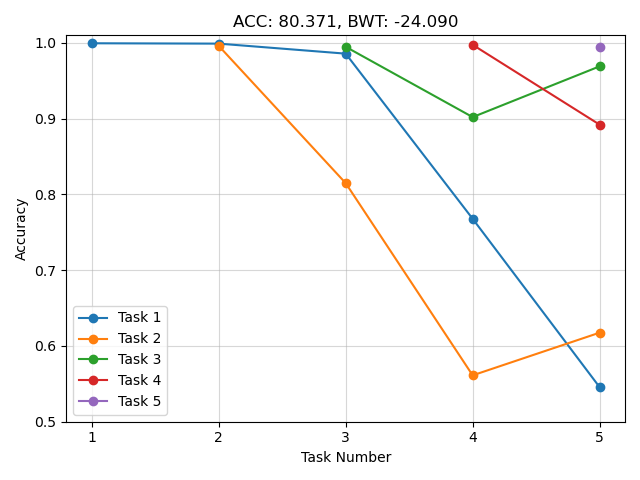 ACC: 80.371, BWT: -24.090
1.0
0.9
0.8
0.7
0.6
0.5
Accuracy
Task 1
Task 2
Task 3
Task 4
Task 5
1 2 3 4 5
Task Number